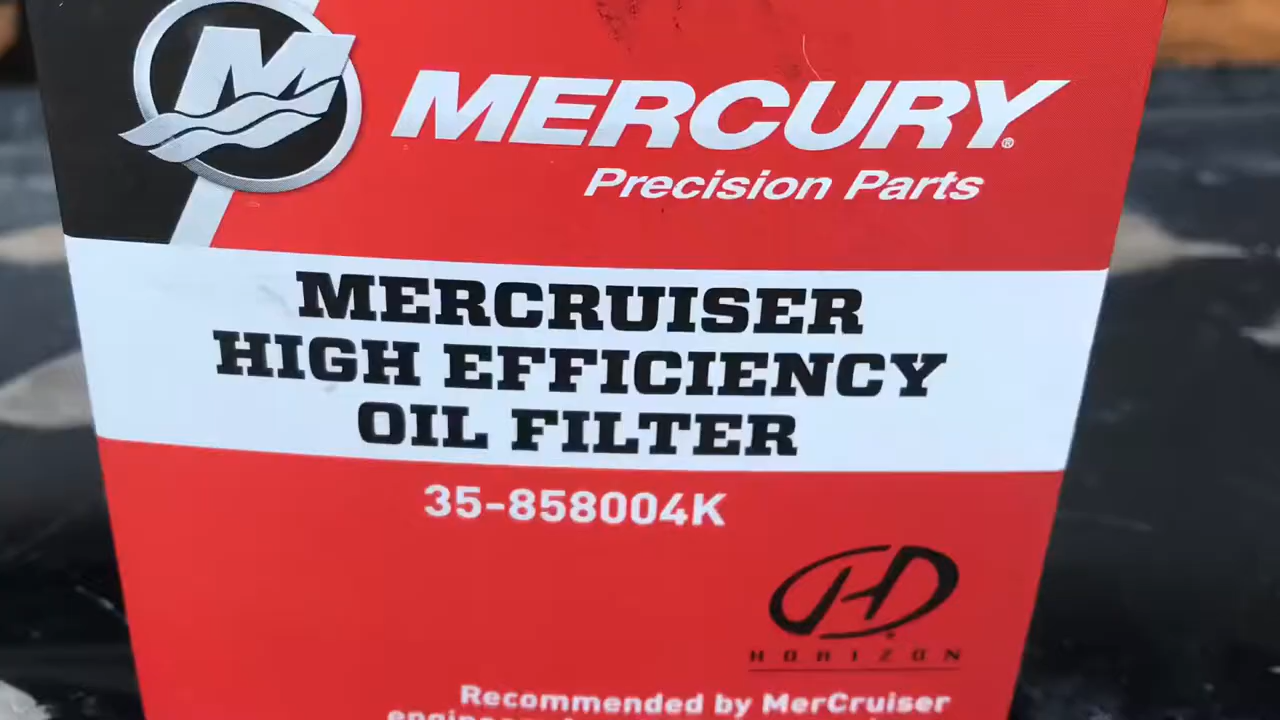 MERCURY®
Precision Parts
MERCRUISER
HIGH EFFICIENCY
OIL FILTER
35-858004K
HORIZON
Recommended by MerCruiser